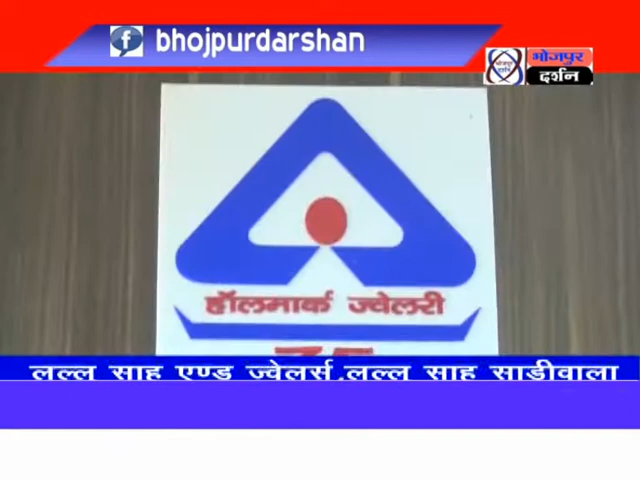 bhojpurdarshan
भोजपुर
दर्शन
हॉलमार्क ज्वेलरी
लल्ल साह एण्ड ज्वेलर्स,लल्ल साह साडीवाला